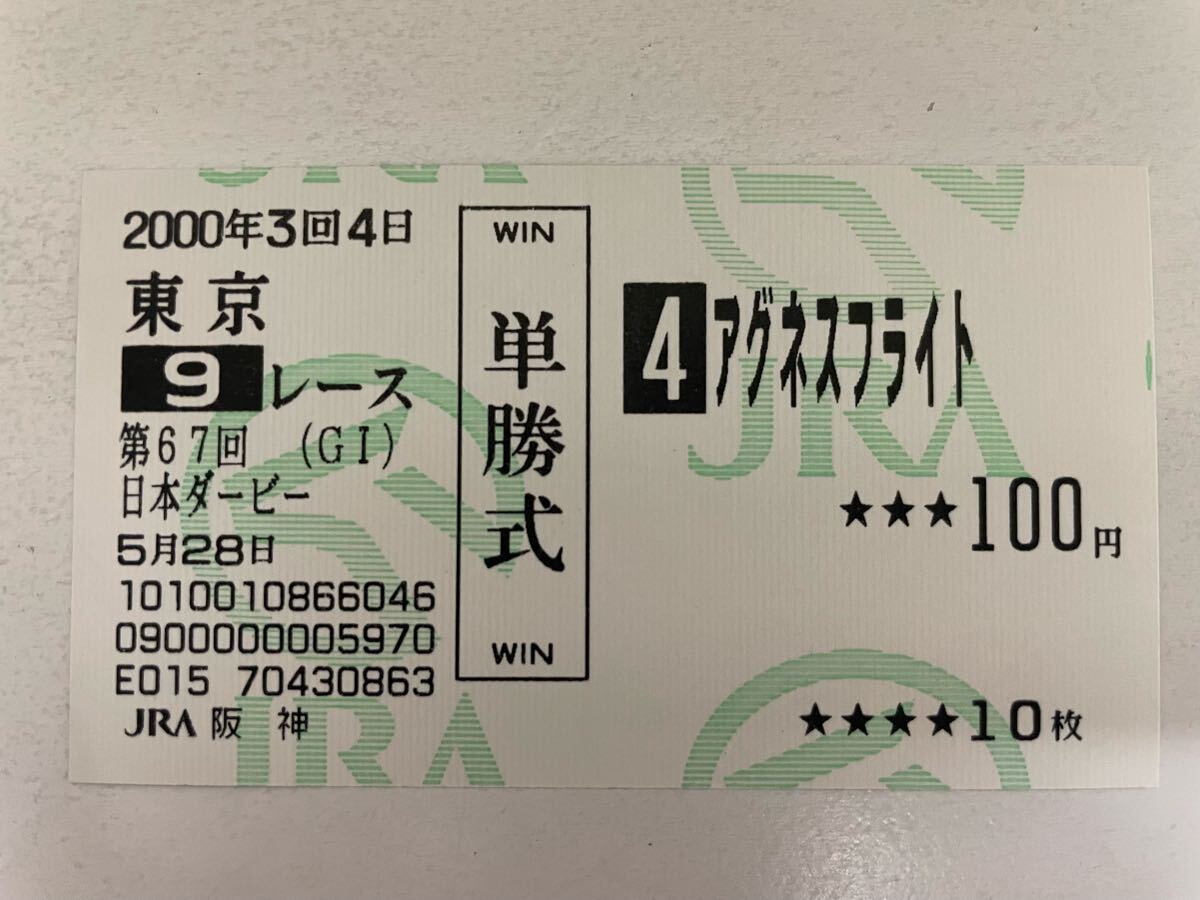 2000年3回4日
東京
9レース
第67回 (GI)
日本ダービー
5月28日
1010010866046
0900000005970
E015 70430863
JRA 阪 神
WIN
単勝式
WIN
4 アグネスフライト
★★★100円
★★★★10枚
JRA
JRA
JRA